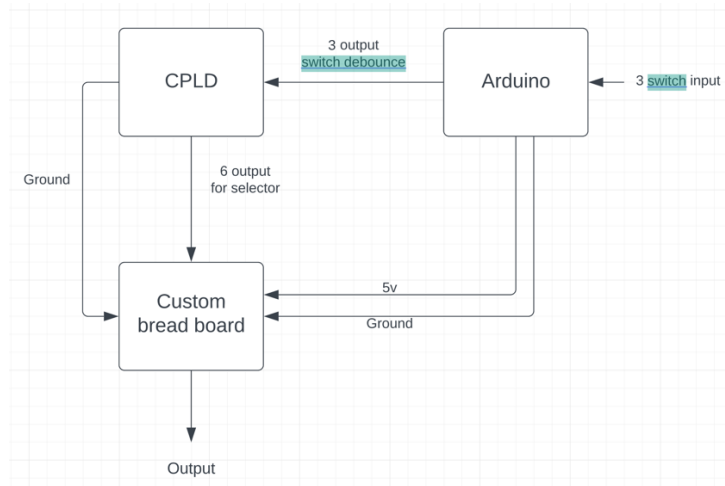 3 output
switch debounce
CPLD
Arduino
3 switch input
Ground
6 output
for selector
Custom
bread board
5v
Ground
Output